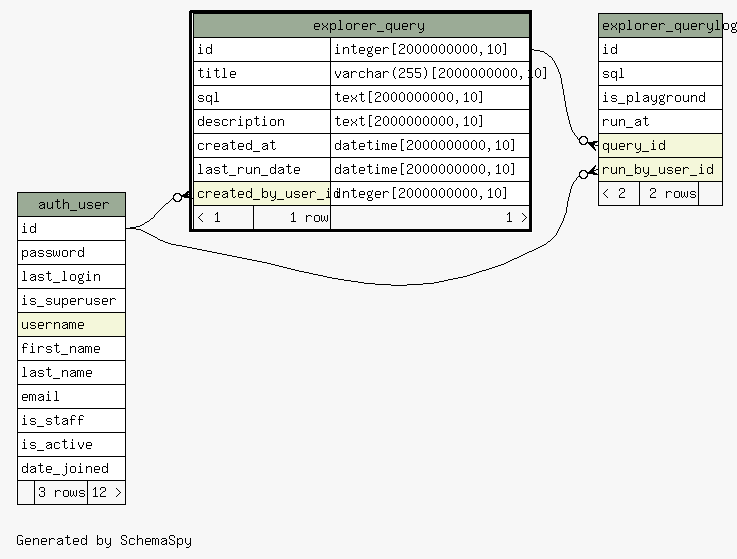 explorer_query
id integer[2000000000,10]
title varchar(255)[2000000000,10]
sql text[2000000000,10]
description text[2000000000,10]
created_at datetime[2000000000,10]
last_run_date datetime[2000000000,10]
created_by_user_id integer[2000000000,10]
< 1 1 row 1 >
explorer_querylog
id
sql
is_playground
run_at
query_id
run_by_user_id
< 2 2 rows
auth_user
id
password
last_login
is_superuser
username
first_name
last_name
email
is_staff
is_active
date_joined
3 rows 12 >
Generated by SchemaSpy